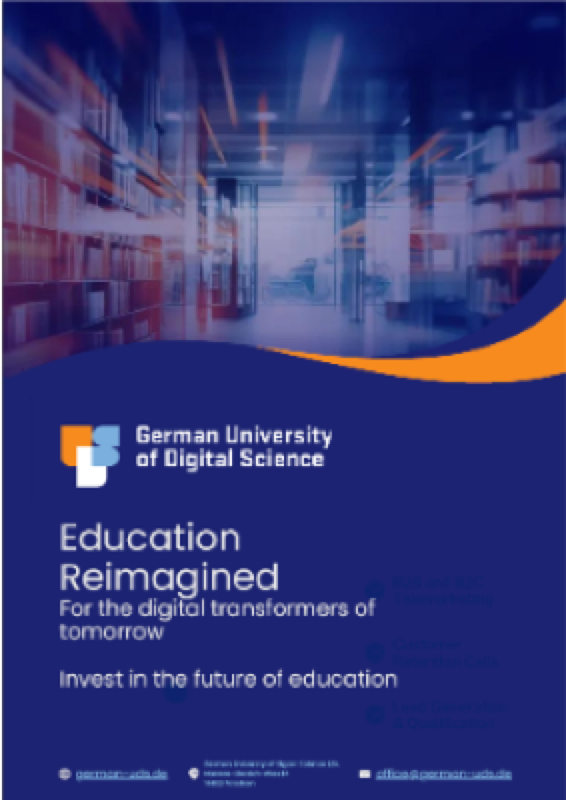 German University
of Digital Science
Education
Reimagined
For the digital transformers of
tomorrow
Invest in the future of education
german-uds.de
office@german-uds.de